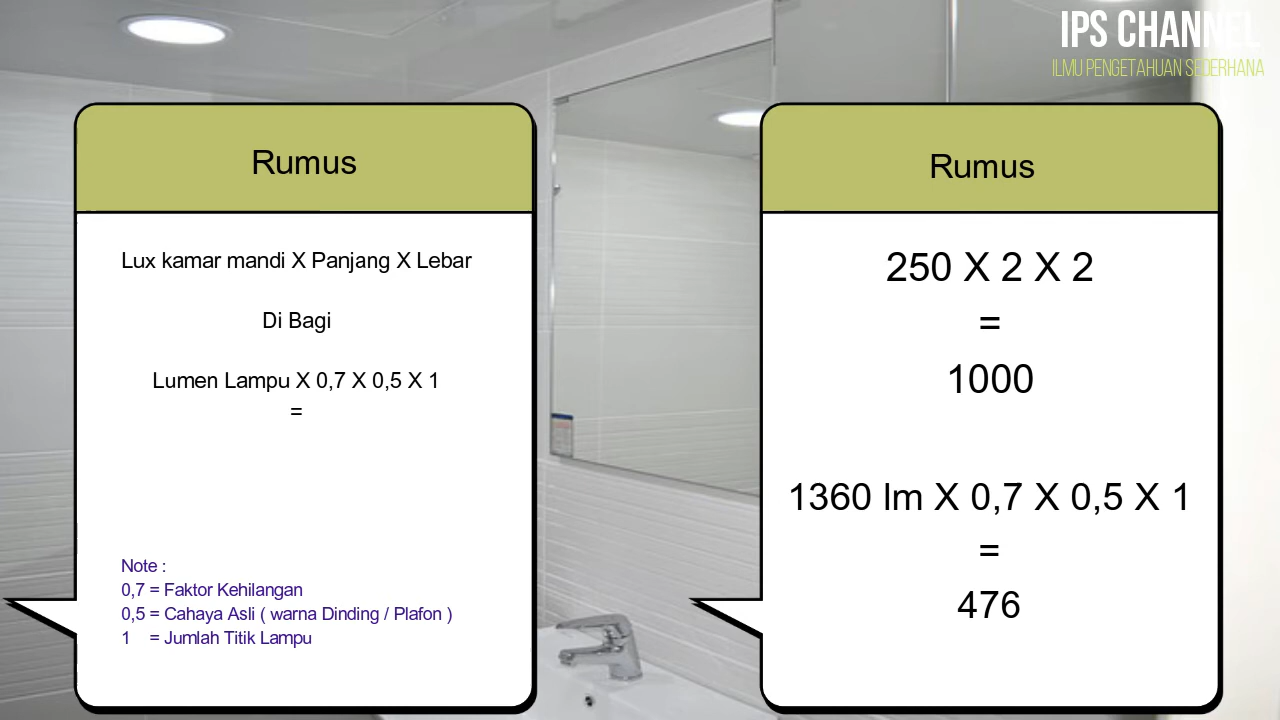 IPS CHANNEL
ILMU PENGETAHUAN SEDERHANA
Rumus
Lux kamar mandi X Panjang X Lebar
Di Bagi
Lumen Lampu X 0,7 X 0,5 X 1
=
Note :
0,7 = Faktor Kehilangan
0,5 = Cahaya Asli ( warna Dinding / Plafon )
1 = Jumlah Titik Lampu
Rumus
250 X 2 X 2
=
1000
1360 lm X 0,7 X 0,5 X 1
=
476